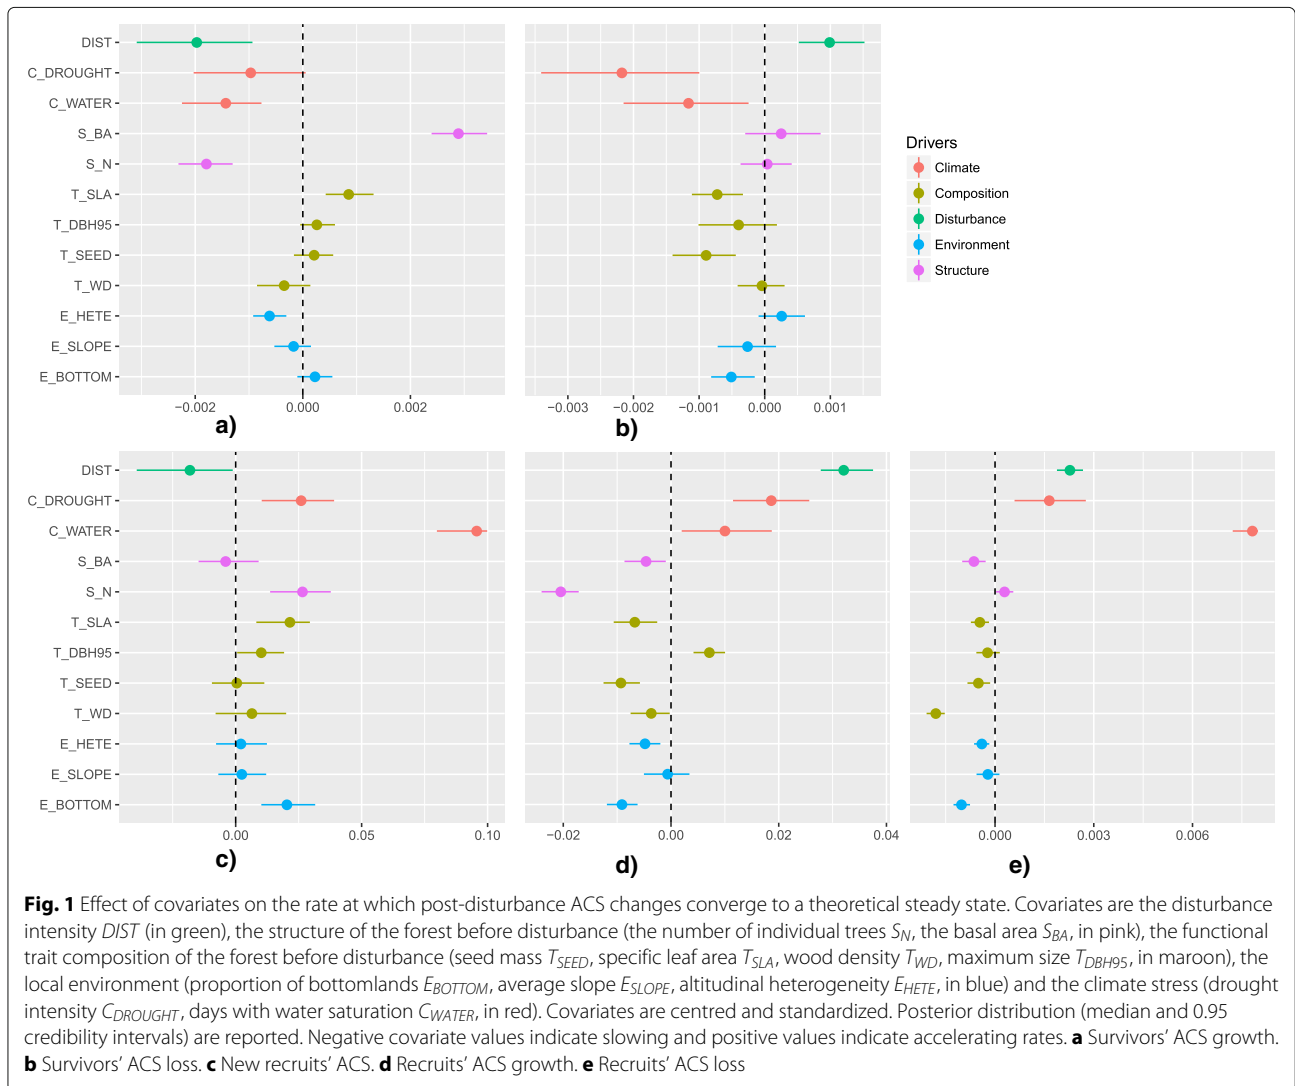 DIST
C_DROUGHT
C_WATER
S_BA
S_N
T_SLA
T_DBH95
T_SEED
T_WD
E_HETE
E_SLOPE
E_BOTTOM
−0.002 0.000 0.002
a)
−0.003 −0.002 −0.001 0.000 0.001
b)
Drivers
Climate
Composition
Disturbance
Environment
Structure
DIST
C_DROUGHT
C_WATER
S_BA
S_N
T_SLA
T_DBH95
T_SEED
T_WD
E_HETE
E_SLOPE
E_BOTTOM
0.00 0.05 0.10
c)
−0.02 0.00 0.02 0.04
d)
0.000 0.003 0.006
e)
Fig. 1 Effect of covariates on the rate at which post-disturbance ACS changes converge to a theoretical steady state. Covariates are the disturbance
intensity DIST (in green), the structure of the forest before disturbance (the number of individual trees S_N, the basal area S_BA, in pink), the functional
trait composition of the forest before disturbance (seed mass T_SEED, specific leaf area T_SLA, wood density T_WD, maximum size T_DBH95, in maroon), the
local environment (proportion of bottomlands E_BOTTOM, average slope E_SLOPE, altitudinal heterogeneity E_HETE, in blue) and the climate stress (drought
intensity C_DROUGHT, days with water saturation C_WATER, in red). Covariates are centred and standardized. Posterior distribution (median and 0.95
credibility intervals) are reported. Negative covariate values indicate slowing and positive values indicate accelerating rates. a Survivors’ ACS growth.
b Survivors’ ACS loss. c New recruits’ ACS. d Recruits’ ACS growth. e Recruits’ ACS loss